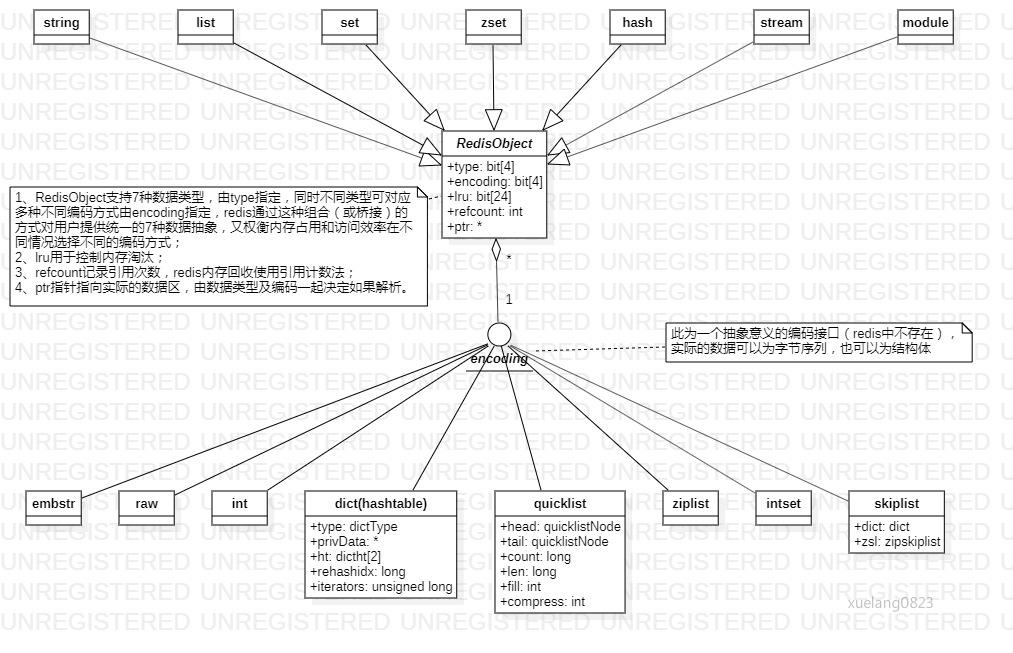 string
list
set
zset
hash
stream
module
RedisObject
+type: bit[4]
+encoding: bit[4]
+lru: bit[24]
+refcount: int
+ptr: *
1、RedisObject支持7种数据类型，由type指定，同时不同类型可对应
多种不同编码方式由encoding指定，redis通过这种组合（或桥接）的
方式对用户提供统一的7种数据抽象，又权衡内存占用和访问效率在不
同情况选择不同的编码方式；
2、lru用于控制内存淘汰；
3、refcount记录引用次数，redis内存回收使用引用计数法；
4、ptr指针指向实际的数据区，由数据类型及编码一起决定如果解析。
*
1
encoding
此为一个抽象意义的编码接口（redis中不存在），
实际的数据可以为字节序列，也可以为结构体
embstr
raw
int
dict(hashtable)
+type: dictType
+privData: *
+ht: dictht[2]
+rehashidx: long
+iterators: unsigned long
quicklist
+head: quicklistNode
+tail: quicklistNode
+count: long
+len: long
+fill: int
+compress: int
ziplist
intset
skiplist
+dict: dict
+zsl: zipskiplist
xuelang0823
UNREGISTERED